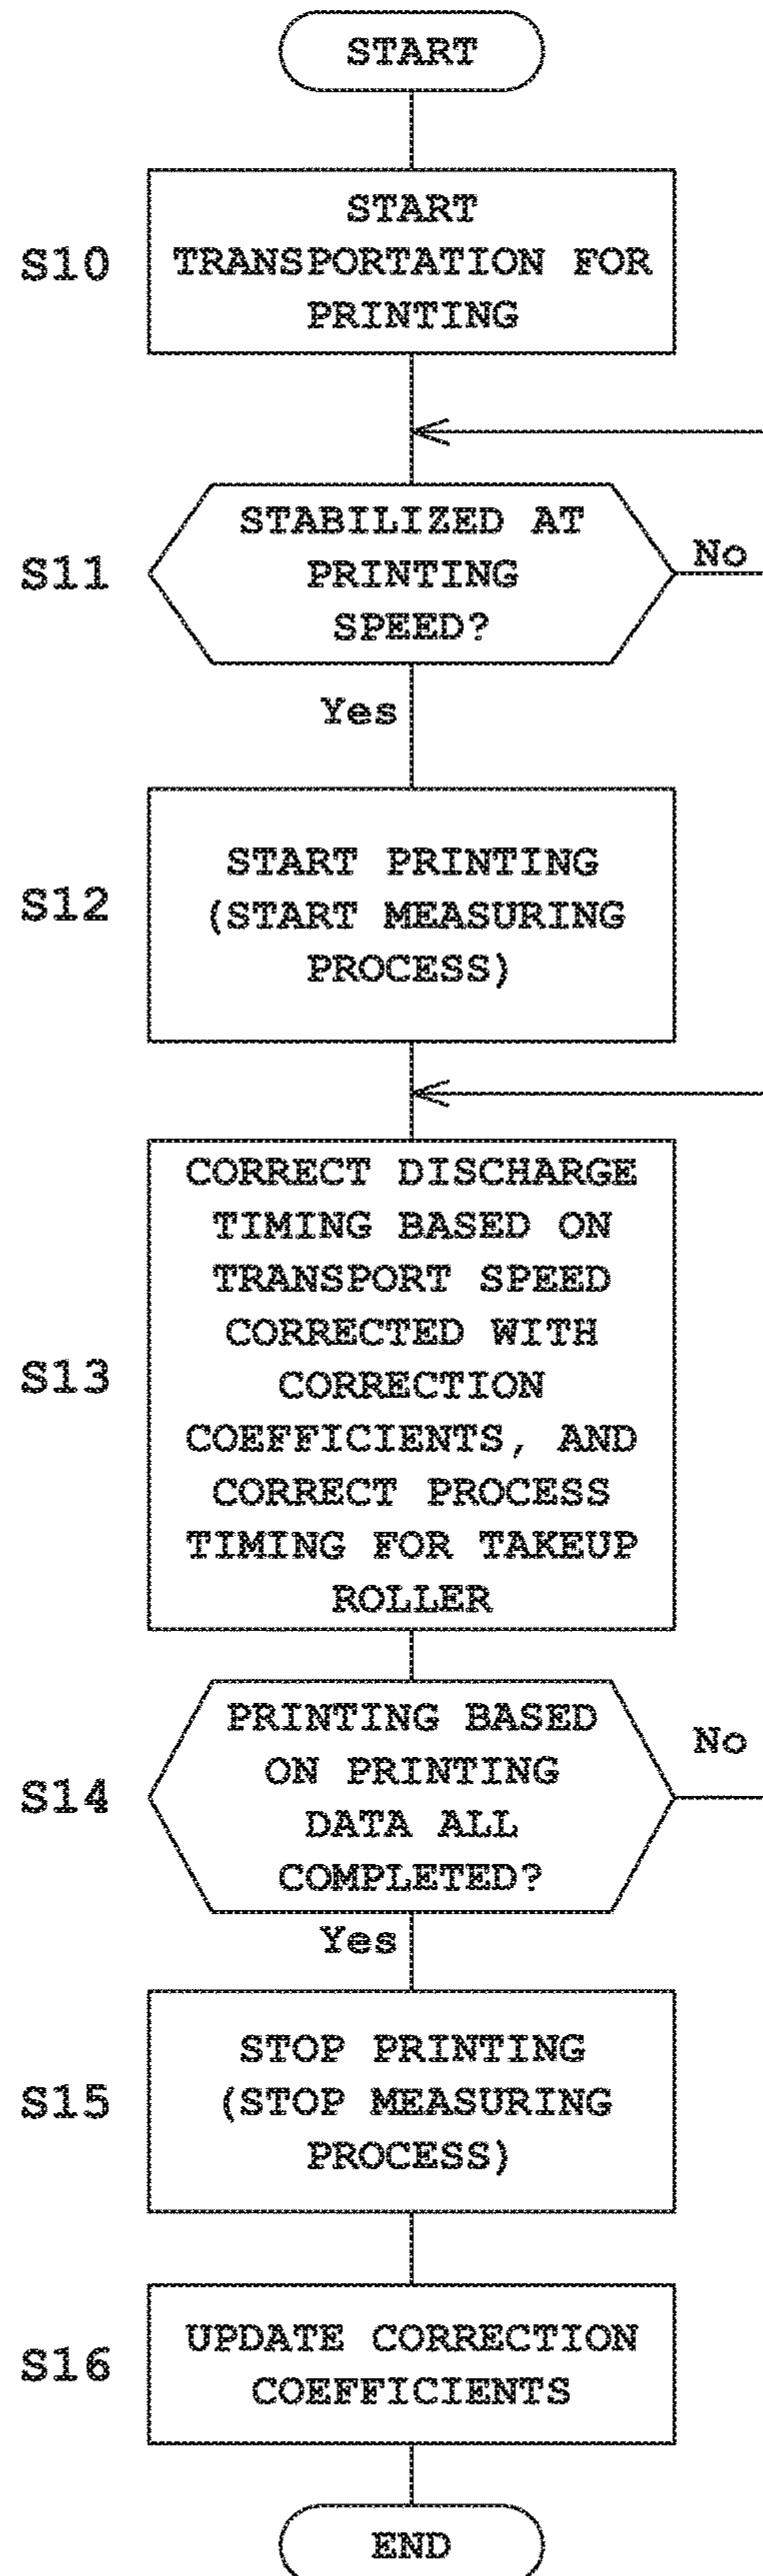 START
START
TRANSPORTATION FOR
PRINTING
S10
STABILIZED AT
PRINTING
SPEED?
S11
No
Yes
START PRINTING
(START MEASURING
PROCESS)
S12
CORRECT DISCHARGE
TIMING BASED ON
TRANSPORT SPEED
CORRECTED WITH
CORRECTION
COEFFICIENTS, AND
CORRECT PROCESS
TIMING FOR TAKEUP
ROLLER
S13
PRINTING BASED
ON PRINTING
DATA ALL
COMPLETED?
S14
No
Yes
STOP PRINTING
(STOP MEASURING
PROCESS)
S15
UPDATE CORRECTION
COEFFICIENTS
S16
END